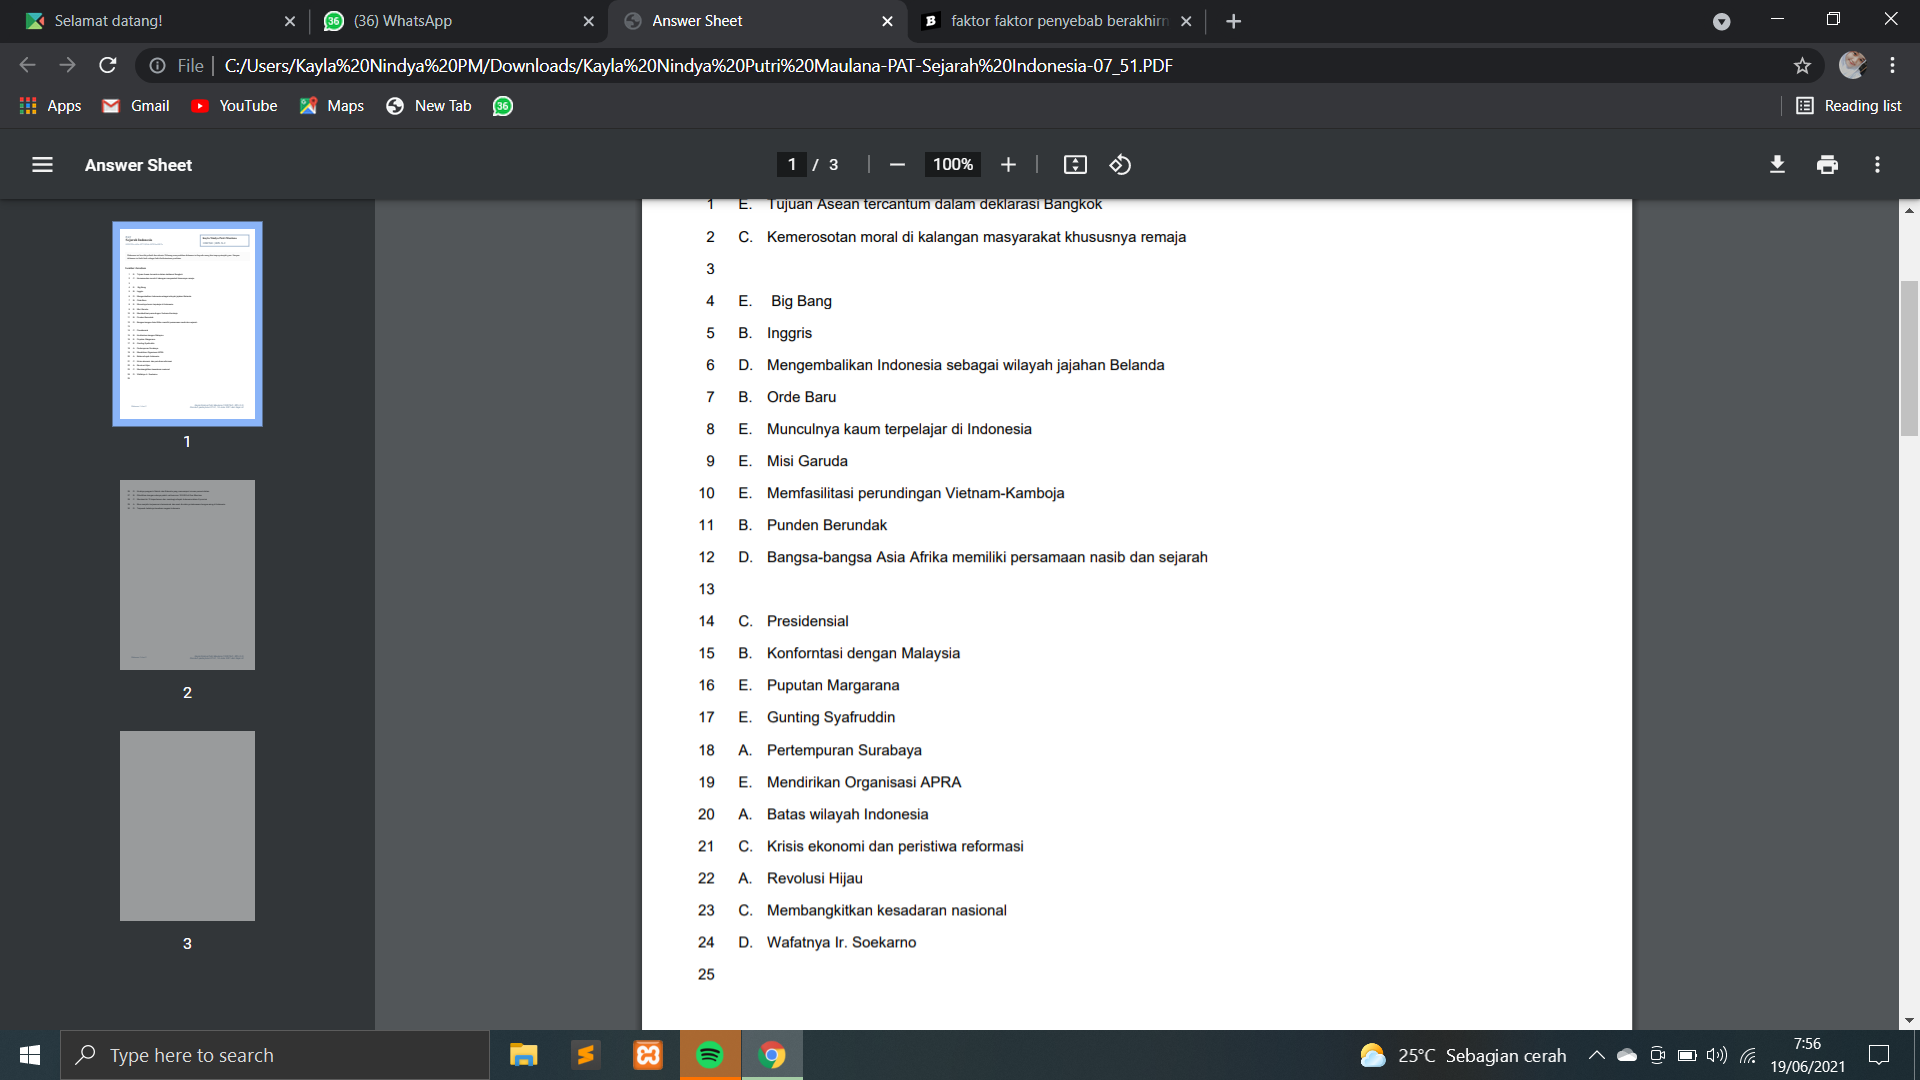 Selamat datang!
36
(36) WhatsApp
Answer Sheet
B
faktor faktor penyebab berakhirn
File
C:/Users/Kayla%20Nindya%20PM/Downloads/Kayla%20Nindya%20Putri%20Maulana-PAT-Sejarah%20Indonesia-07_51.PDF
Apps
Gmail
YouTube
Maps
New Tab
36
Reading list
Answer Sheet
1 / 3
100%
1
2
3
1 E. Tujuan Asean tercantum dalam deklarasi Bangkok
2 C. Kemerosotan moral di kalangan masyarakat khususnya remaja
3
4 E. Big Bang
5 B. Inggris
6 D. Mengembalikan Indonesia sebagai wilayah jajahan Belanda
7 B. Orde Baru
8 E. Munculnya kaum terpelajar di Indonesia
9 E. Misi Garuda
10 E. Memfasilitasi perundingan Vietnam-Kamboja
11 B. Punden Berundak
12 D. Bangsa-bangsa Asia Afrika memiliki persamaan nasib dan sejarah
13
14 C. Presidensial
15 B. Konforntasi dengan Malaysia
16 E. Puputan Margarana
17 E. Gunting Syafruddin
18 A. Pertempuran Surabaya
19 E. Mendirikan Organisasi APRA
20 A. Batas wilayah Indonesia
21 C. Krisis ekonomi dan peristiwa reformasi
22 A. Revolusi Hijau
23 C. Membangkitkan kesadaran nasional
24 D. Wafatnya Ir. Soekarno
25
Type here to search
25°C Sebagian cerah
7:56
19/06/2021